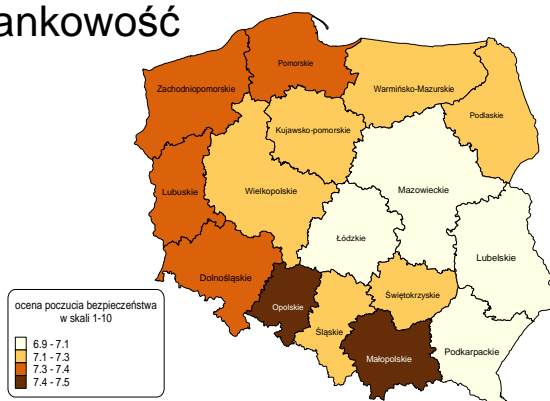 ankowość
Pomorskie
Zachodniopomorskie
Warmińsko-Mazurskie
Podlaskie
Kujawsko-pomorskie
Lubuskie
Wielkopolskie
Mazowieckie
Łódzkie
Lubelskie
Dolnośląskie
Opolskie
Świętokrzyskie
Śląskie
Małopolskie
Podkarpackie
ocena poczucia bezpieczeństwa
w skali 1-10
6.9 - 7.1
7.1 - 7.3
7.3 - 7.4
7.4 - 7.5